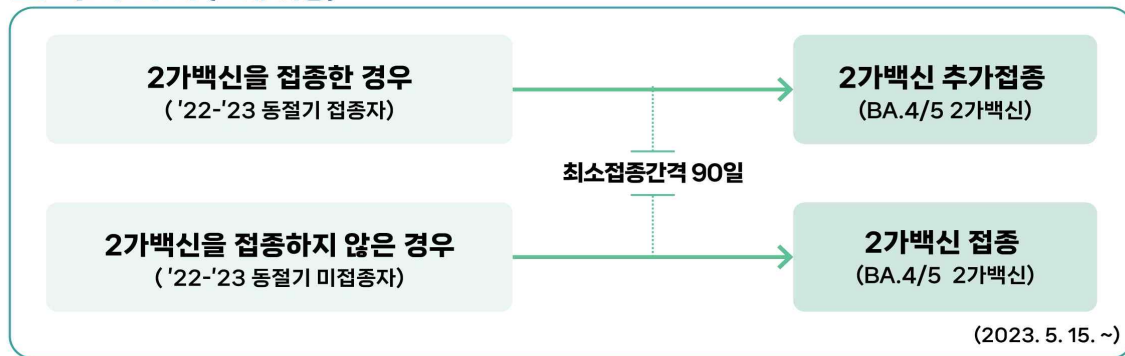 2가백신을 접종한 경우
( '22-'23 동절기 접종자)
2가백신 추가접종
(BA.4/5 2가백신)
최소접종간격 90일
2가백신을 접종하지 않은 경우
( '22-'23 동절기 미접종자)
2가백신 접종
(BA.4/5 2가백신)
(2023. 5. 15. ~)